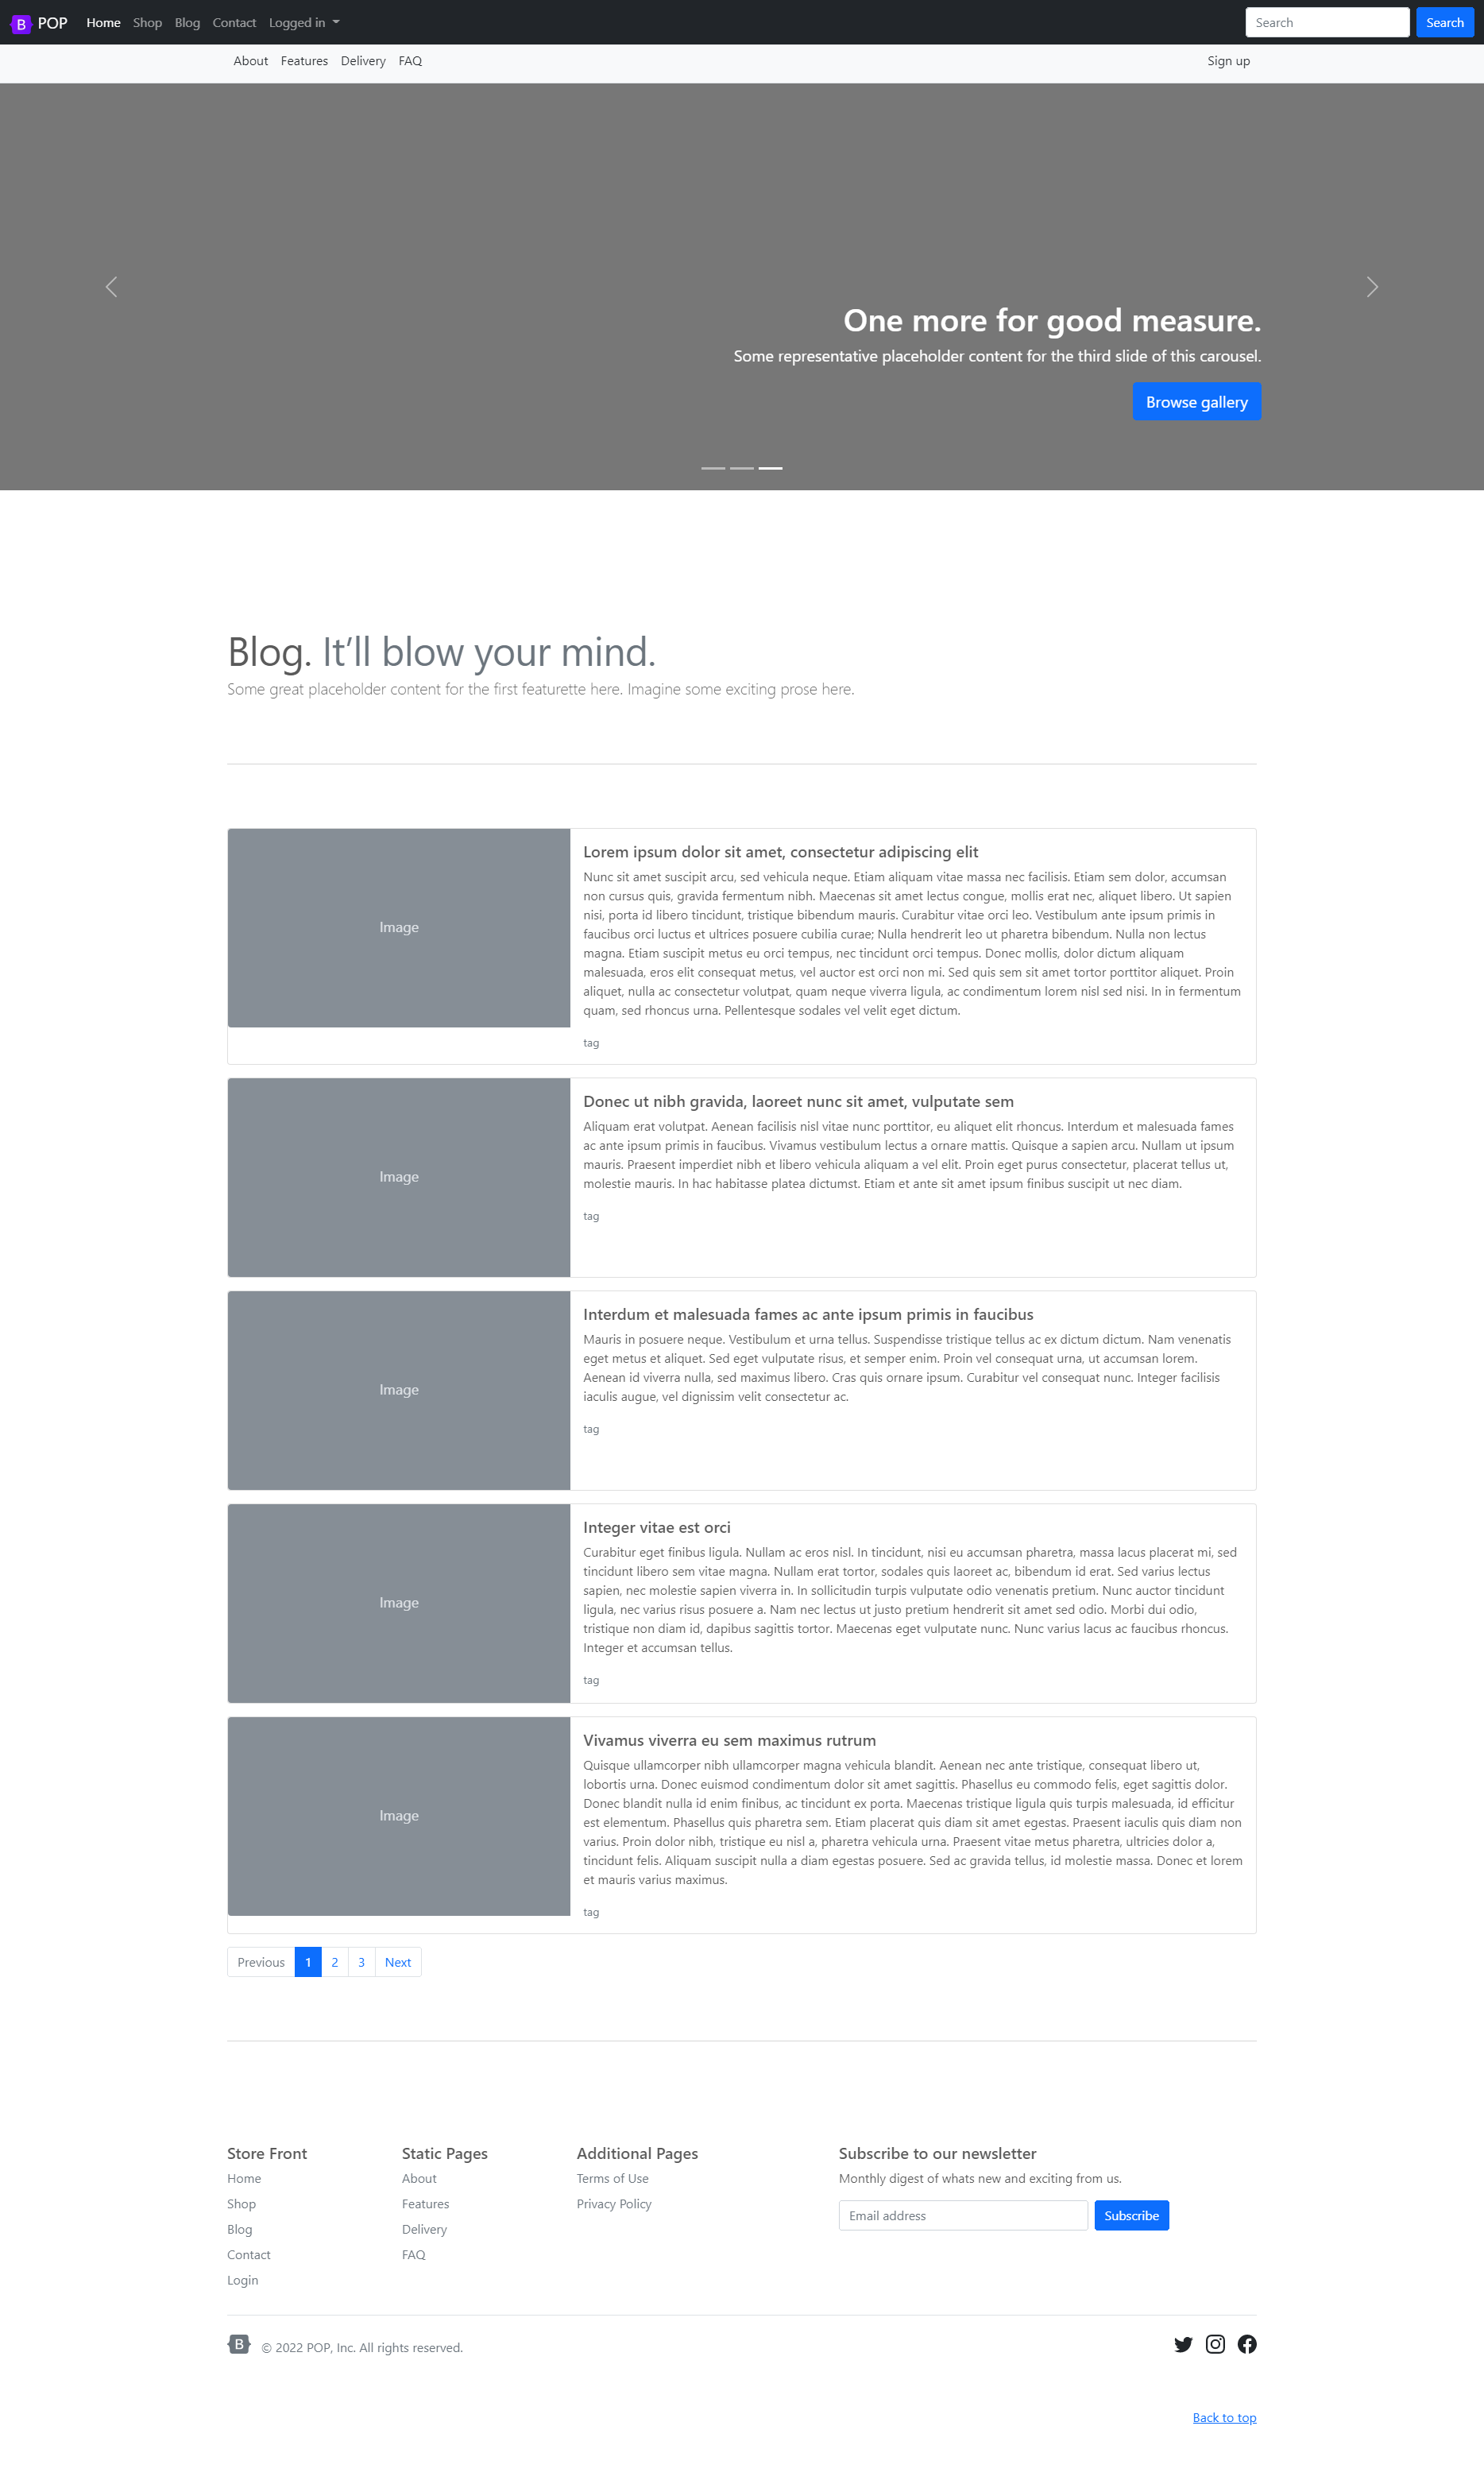 B POP Home Shop Blog Contact Logged in Search Search
About Features Delivery FAQ Sign up
One more for good measure.
Some representative placeholder content for the third slide of this carousel.
Browse gallery
Blog. It’ll blow your mind.
Some great placeholder content for the first featurette here. Imagine some exciting prose here.
Image
Lorem ipsum dolor sit amet, consectetur adipiscing elit
Nunc sit amet suscipit arcu, sed vehicula neque. Etiam aliquam vitae massa nec facilisis. Etiam sem dolor, accumsan
non cursus quis, gravida fermentum nibh. Maecenas sit amet lectus congue, mollis erat nec, aliquet libero. Ut sapien
nisi, porta id libero tincidunt, tristique bibendum mauris. Curabitur vitae orci leo. Vestibulum ante ipsum primis in
faucibus orci luctus et ultrices posuere cubilia curae; Nulla hendrerit leo ut pharetra bibendum. Nulla non lectus
magna. Etiam suscipit metus eu orci tempus, nec tincidunt orci tempus. Donec mollis, dolor dictum aliquam
malesuada, eros elit consequat metus, vel auctor est orci non mi. Sed quis sem sit amet tortor porttitor aliquet. Proin
aliquet, nulla ac consectetur volutpat, quam neque viverra ligula, ac condimentum lorem nisl sed nisi. In in fermentum
quam, sed rhoncus urna. Pellentesque sodales vel velit eget dictum.
tag
Image
Donec ut nibh gravida, laoreet nunc sit amet, vulputate sem
Aliquam erat volutpat. Aenean facilisis nisl vitae nunc porttitor, eu aliquet elit rhoncus. Interdum et malesuada fames
ac ante ipsum primis in faucibus. Vivamus vestibulum lectus a ornare mattis. Quisque a sapien arcu. Nullam ut ipsum
mauris. Praesent imperdiet nibh et libero vehicula aliquam a vel elit. Proin eget purus consectetur, placerat tellus ut,
molestie mauris. In hac habitasse platea dictumst. Etiam et ante sit amet ipsum finibus suscipit ut nec diam.
tag
Image
Interdum et malesuada fames ac ante ipsum primis in faucibus
Mauris in posuere neque. Vestibulum et urna tellus. Suspendisse tristique tellus ac ex dictum dictum. Nam venenatis
eget metus et aliquet. Sed eget vulputate risus, et semper enim. Proin vel consequat urna, ut accumsan lorem.
Aenean id viverra nulla, sed maximus libero. Cras quis ornare ipsum. Curabitur vel consequat nunc. Integer facilisis
iaculis augue, vel dignissim velit consectetur ac.
tag
Image
Integer vitae est orci
Curabitur eget finibus ligula. Nullam ac eros nisl. In tincidunt, nisi eu accumsan pharetra, massa lacus placerat mi, sed
tincidunt libero sem vitae magna. Nullam erat tortor, sodales quis laoreet ac, bibendum id erat. Sed varius lectus
sapien, nec molestie sapien viverra in. In sollicitudin turpis vulputate odio venenatis pretium. Nunc auctor tincidunt
ligula, nec varius risus posuere a. Nam nec lectus ut justo pretium hendrerit sit amet sed odio. Morbi dui odio,
tristique non diam id, dapibus sagittis tortor. Maecenas eget vulputate nunc. Nunc varius lacus ac faucibus rhoncus.
Integer et accumsan tellus.
tag
Image
Vivamus viverra eu sem maximus rutrum
Quisque ullamcorper nibh ullamcorper magna vehicula blandit. Aenean nec ante tristique, consequat libero ut,
lobortis urna. Donec euismod condimentum dolor sit amet sagittis. Phasellus eu commodo felis, eget sagittis dolor.
Donec blandit nulla id enim finibus, ac tincidunt ex porta. Maecenas tristique ligula quis turpis malesuada, id efficitur
est elementum. Phasellus quis pharetra sem. Etiam placerat quis diam sit amet egestas. Praesent iaculis quis diam non
varius. Proin dolor nibh, tristique eu nisl a, pharetra vehicula urna. Praesent vitae metus pharetra, ultricies dolor a,
tincidunt felis. Aliquam suscipit nulla a diam egestas posuere. Sed ac gravida tellus, id molestie massa. Donec et lorem
et mauris varius maximus.
tag
Previous 1 2 3 Next
Store Front
Home
Shop
Blog
Contact
Login
Static Pages
About
Features
Delivery
FAQ
Additional Pages
Terms of Use
Privacy Policy
Subscribe to our newsletter
Monthly digest of whats new and exciting from us.
Email address Subscribe
B © 2022 POP, Inc. All rights reserved.
Back to top